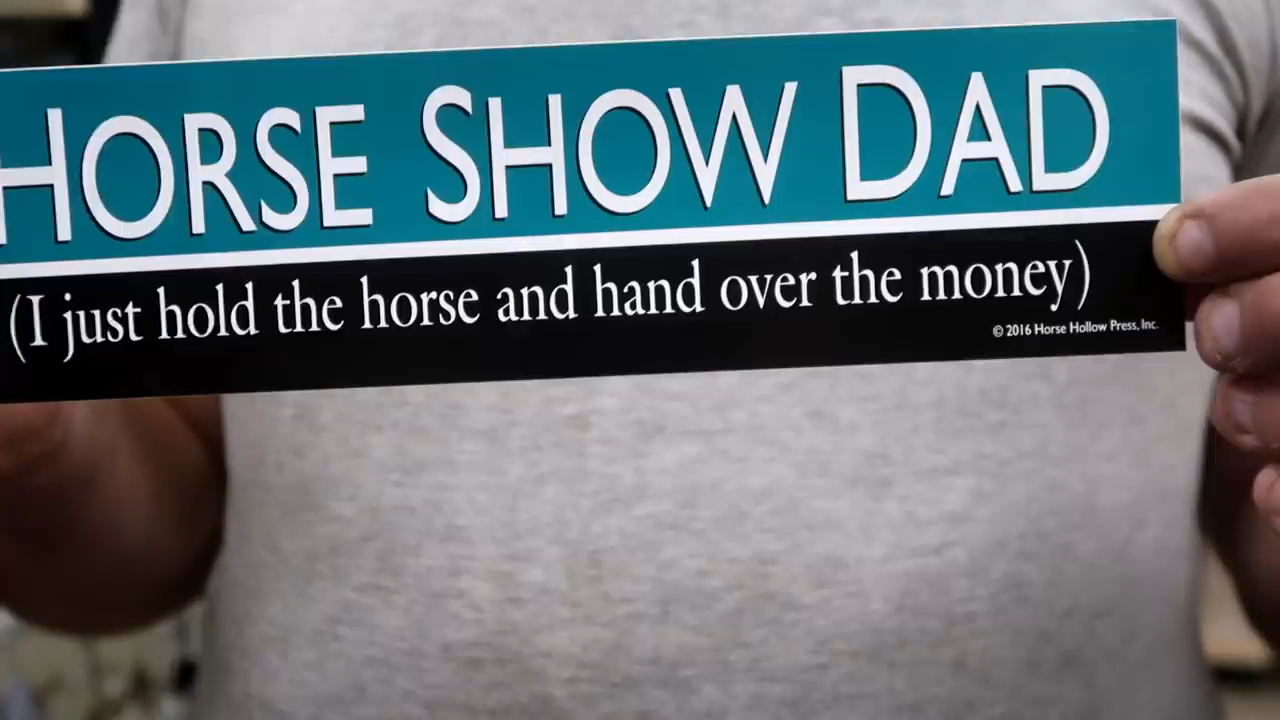 HORSE SHOW DAD
(I just hold the horse and hand over the money)
© 2016 Horse Hollow Press, Inc.